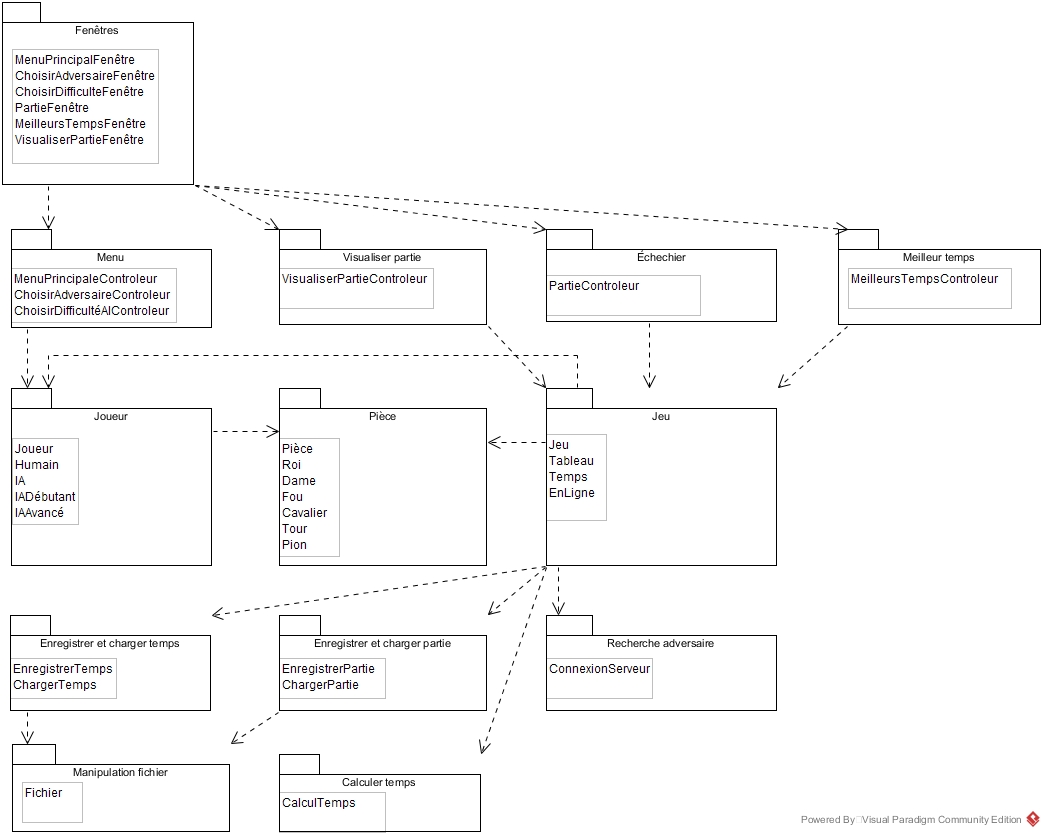 Fenêtres
MenuPrincipalFenêtre
ChoisirAdversaireFenêtre
ChoisirDifficulteFenêtre
PartieFenêtre
MeilleursTempsFenêtre
VisualiserPartieFenêtre
Menu
MenuPrincipaleControleur
ChoisirAdversaireControleur
ChoisirDifficultéAIControleur
Visualiser partie
VisualiserPartieControleur
Échechier
PartieControleur
Meilleur temps
MeilleursTempsControleur
Joueur
Joueur
Humain
IA
IADébutant
IAAvancé
Pièce
Pièce
Roi
Dame
Fou
Cavalier
Tour
Pion
Jeu
Jeu
Tableau
Temps
EnLigne
Enregistrer et charger temps
EnregistrerTemps
ChargerTemps
Enregistrer et charger partie
EnregistrerPartie
ChargerPartie
Recherche adversaire
ConnexionServeur
Manipulation fichier
Fichier
Calculer temps
CalculTemps
Powered By Visual Paradigm Community Edition